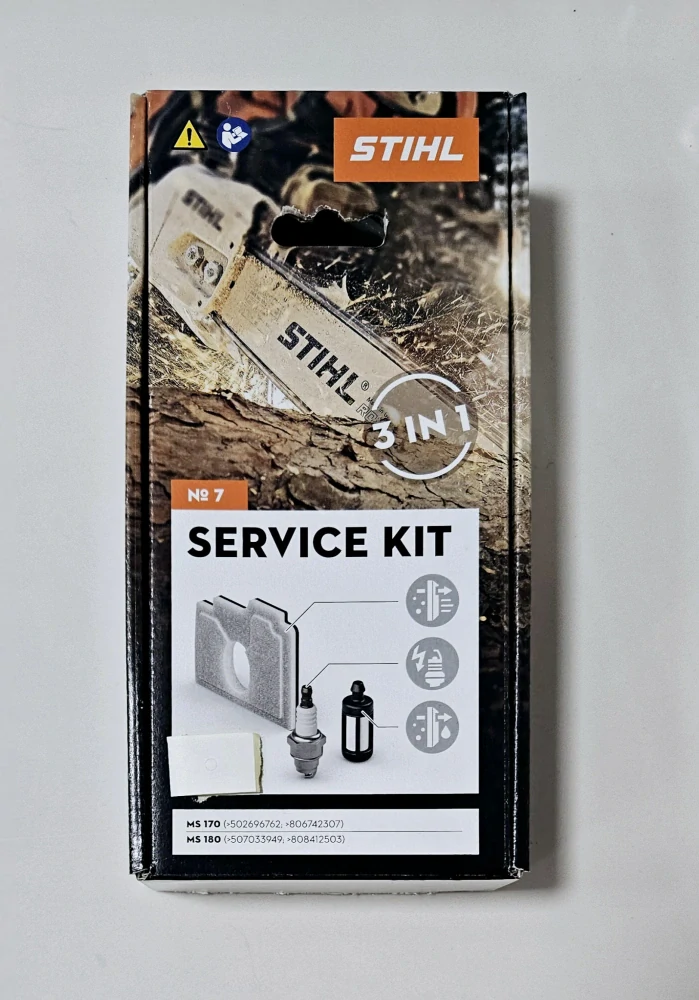 STIHL
STIHL
STIHL®
3 IN 1
№ 7
SERVICE KIT
MS 170 (>502696762; >806742307)
MS 180 (>507033949; >808412503)